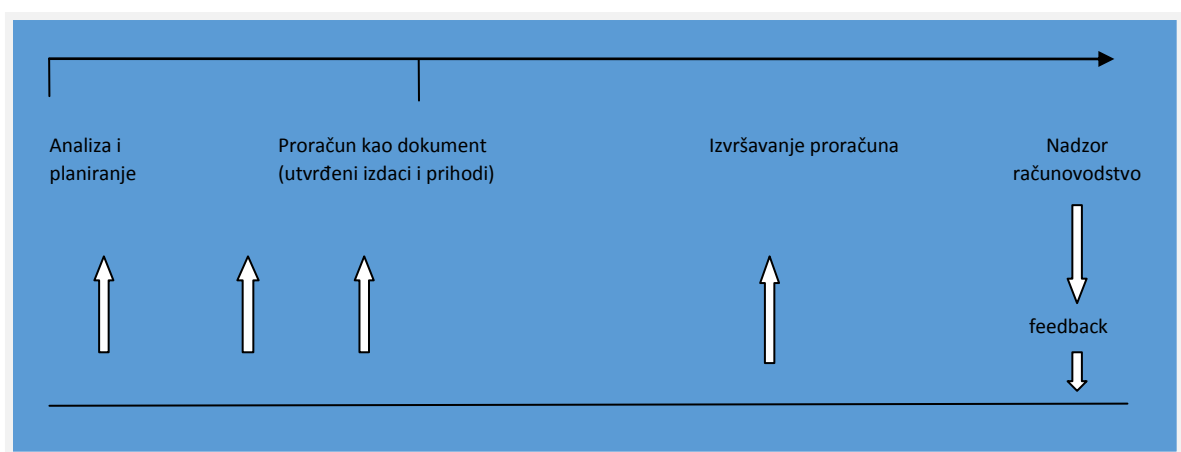 Analiza i
planiranje
Proračun kao dokument
(utvrđeni izdaci i prihodi)
Izvršavanje proračuna
Nadzor
računovodstvo
feedback